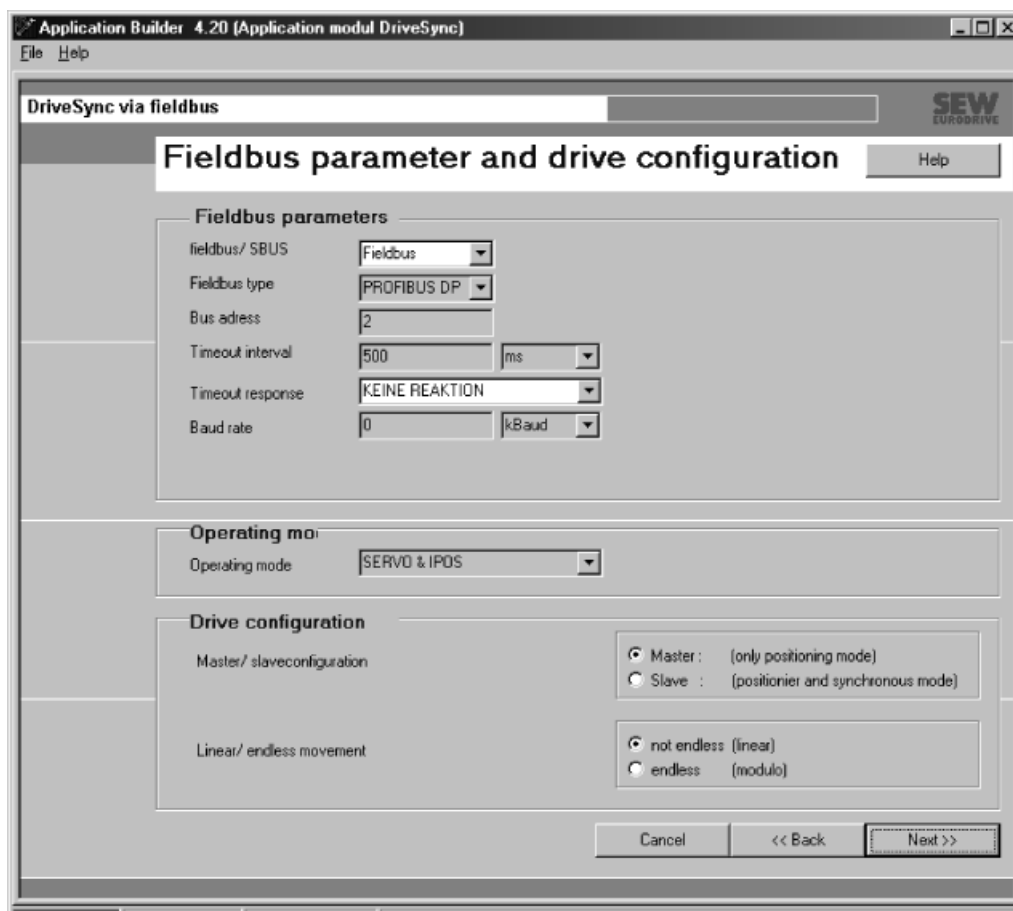 Application Builder 4.20 (Application modul DriveSync)
File Help
DriveSync via fieldbus
SEW
EURODRIVE
Fieldbus parameter and drive configuration
Help
Fieldbus parameters
fieldbus/ SBUS Fieldbus
Fieldbus type PROFIBUS DP
Bus adress 2
Timeout interval 500 ms
Timeout response KEINE REAKTION
Baud rate 0 kBaud
Operating mo
Operating mode SERVO & IPOS
Drive configuration
Master/ slaveconfiguration
Master : (only positioning mode)
Slave : (positionier and synchronous mode)
Linear/ endless movement
not endless (linear)
endless (modulo)
Cancel << Back Next >>